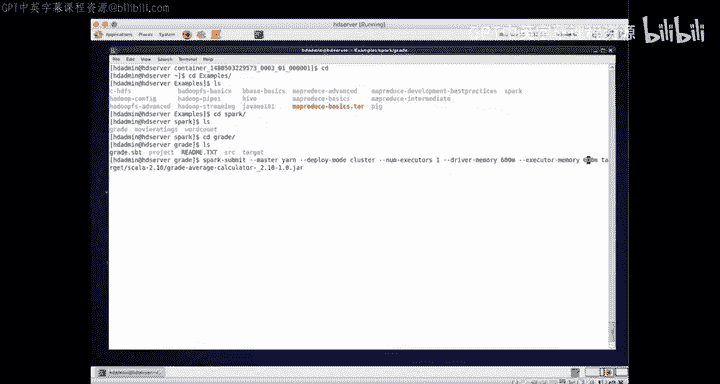 GPT中英字幕课程资源@bilibili.com
bilibili
hdserver [Running]
Applications Places System
hdadmin@hdserver:~/Examples/spark/grade
File Edit View Search Terminal Help
[hdadmin@hdserver container_1480503229573_0003_01_000001]$ cd
[hdadmin@hdserver ~]$ cd Examples/
[hdadmin@hdserver Examples]$ ls
c-hdfs hadoopfs-basics hbase-basics mapreduce-advanced mapreduce-development-bestpractices spark
hadoop-config hadoop-pipes hive mapreduce-basics mapreduce-intermediate
hadoopfs-advanced hadoop-streaming java101 mapreduce-basics.tar pig
[hdadmin@hdserver Examples]$ cd spark/
[hdadmin@hdserver spark]$ ls
grade movieratings wordcount
[hdadmin@hdserver spark]$ cd grade/
[hdadmin@hdserver grade]$ ls
grade.sbt project README.TXT src target
[hdadmin@hdserver grade]$ spark-submit --master yarn --deploy-mode cluster --num-executors 1 --driver-memory 600m --executor-memory 600m ta
rget/scala-2.10/grade-average-calculator-_2.10-1.0.jar